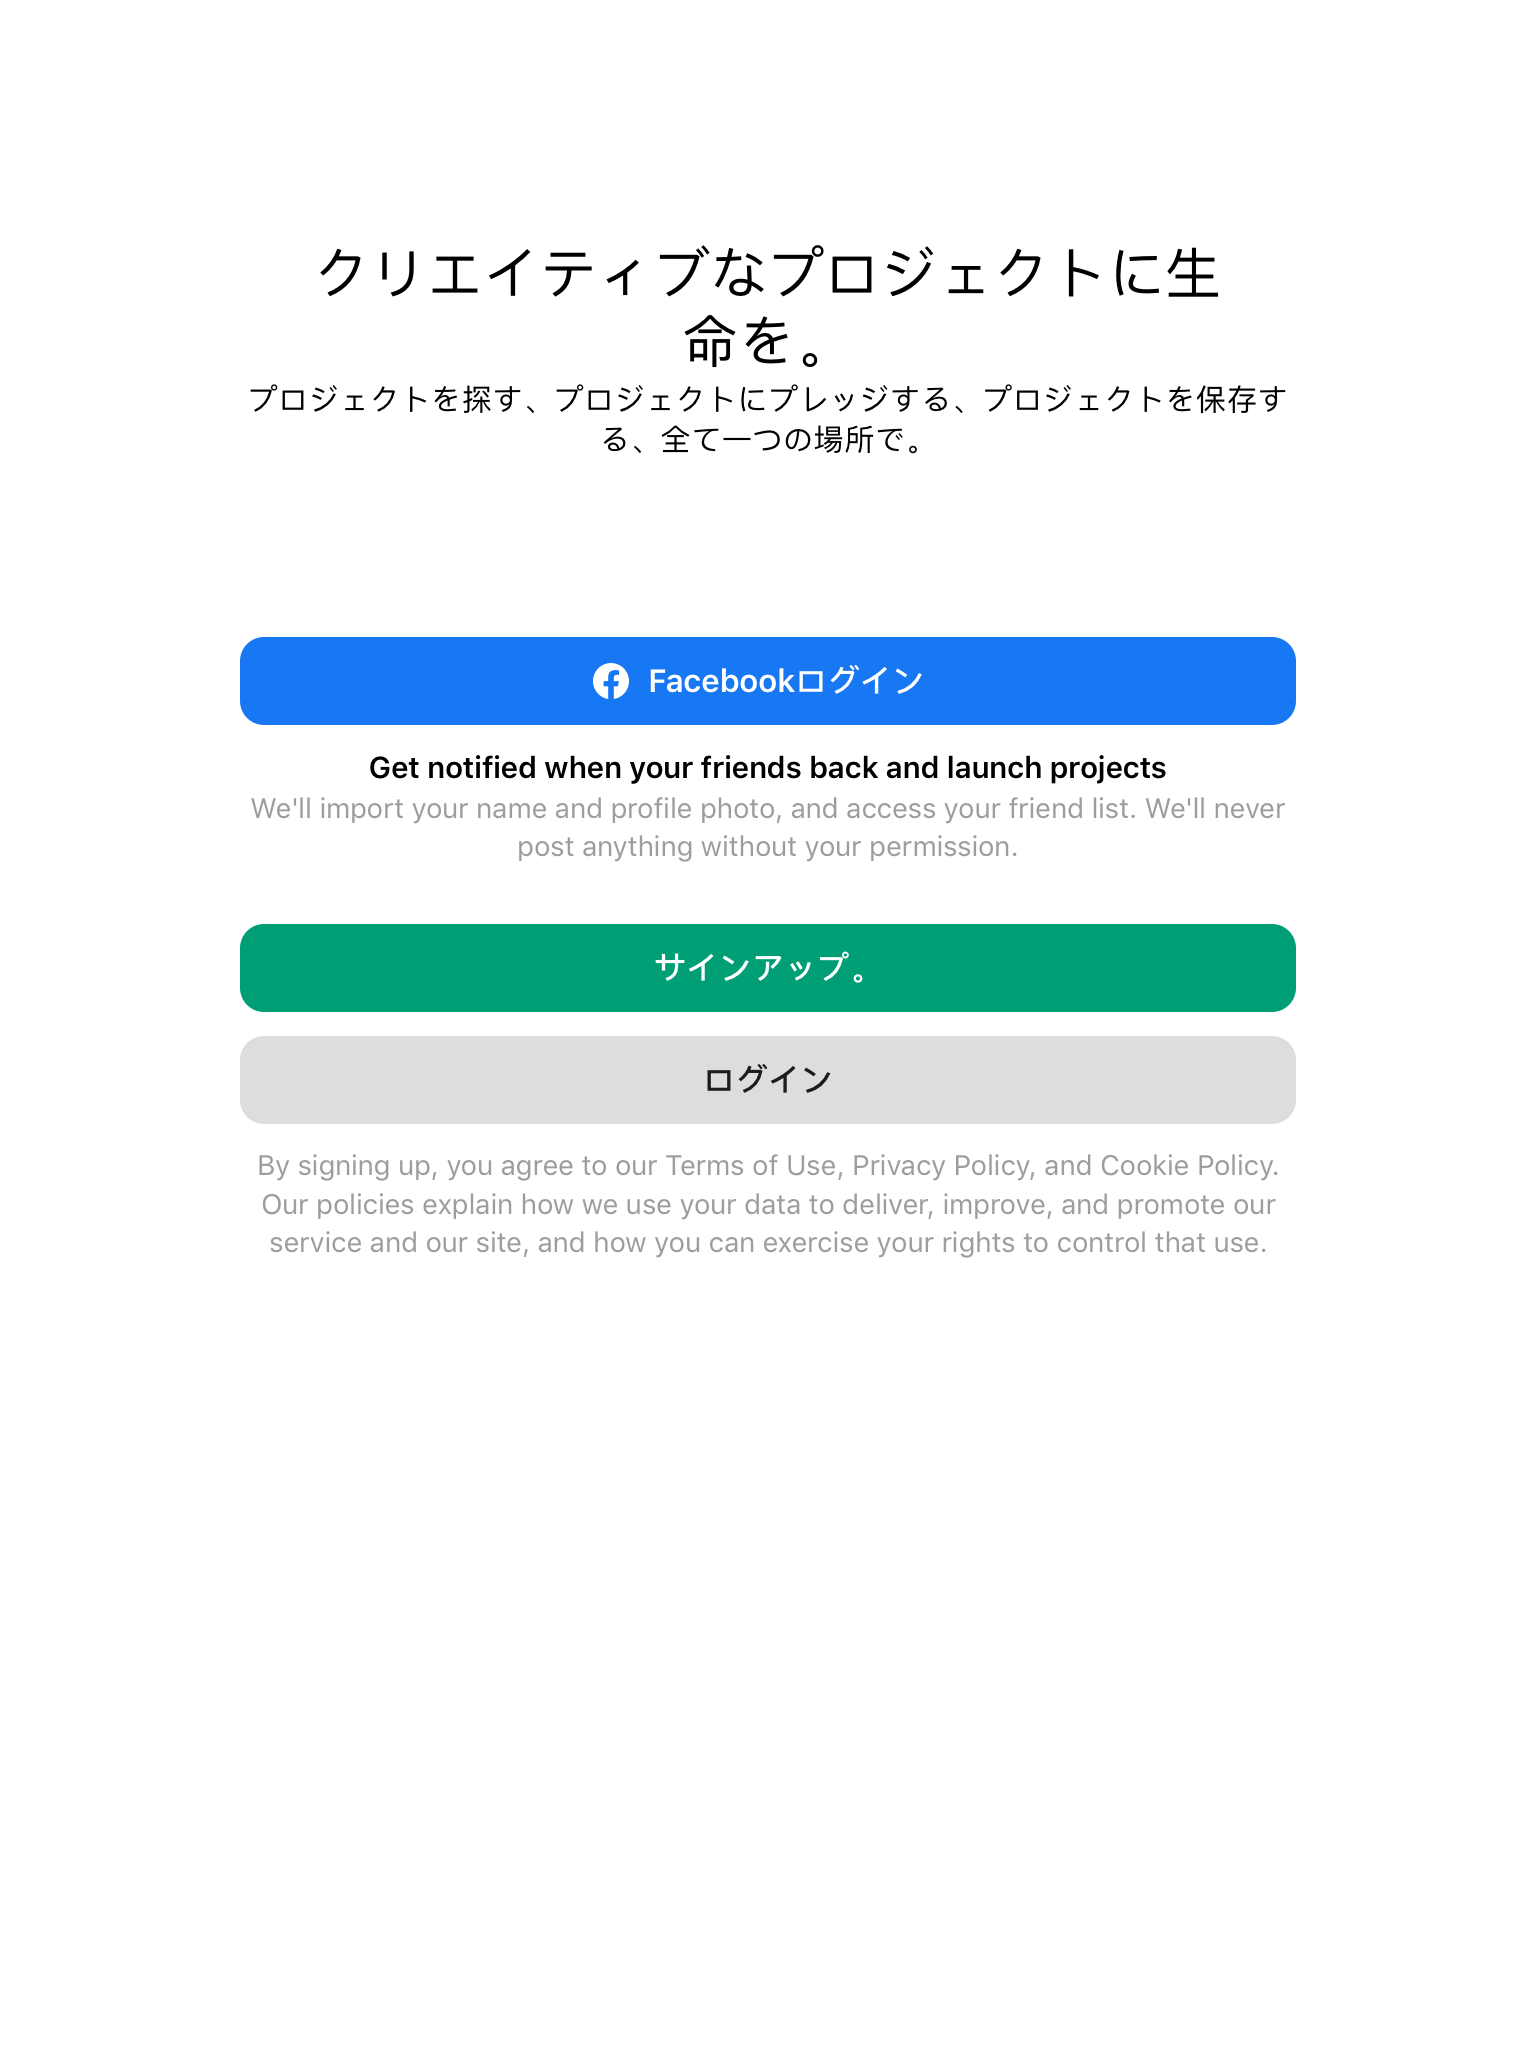 クリエイティブなプロジェクトに生
命を。
プロジェクトを探す、プロジェクトにプレッジする、プロジェクトを保存す
る、全て一つの場所で。
Facebookログイン
Get notified when your friends back and launch projects
We'll import your name and profile photo, and access your friend list. We'll never
post anything without your permission.
サインアップ。
ログイン
By signing up, you agree to our Terms of Use, Privacy Policy, and Cookie Policy.
Our policies explain how we use your data to deliver, improve, and promote our
service and our site, and how you can exercise your rights to control that use.